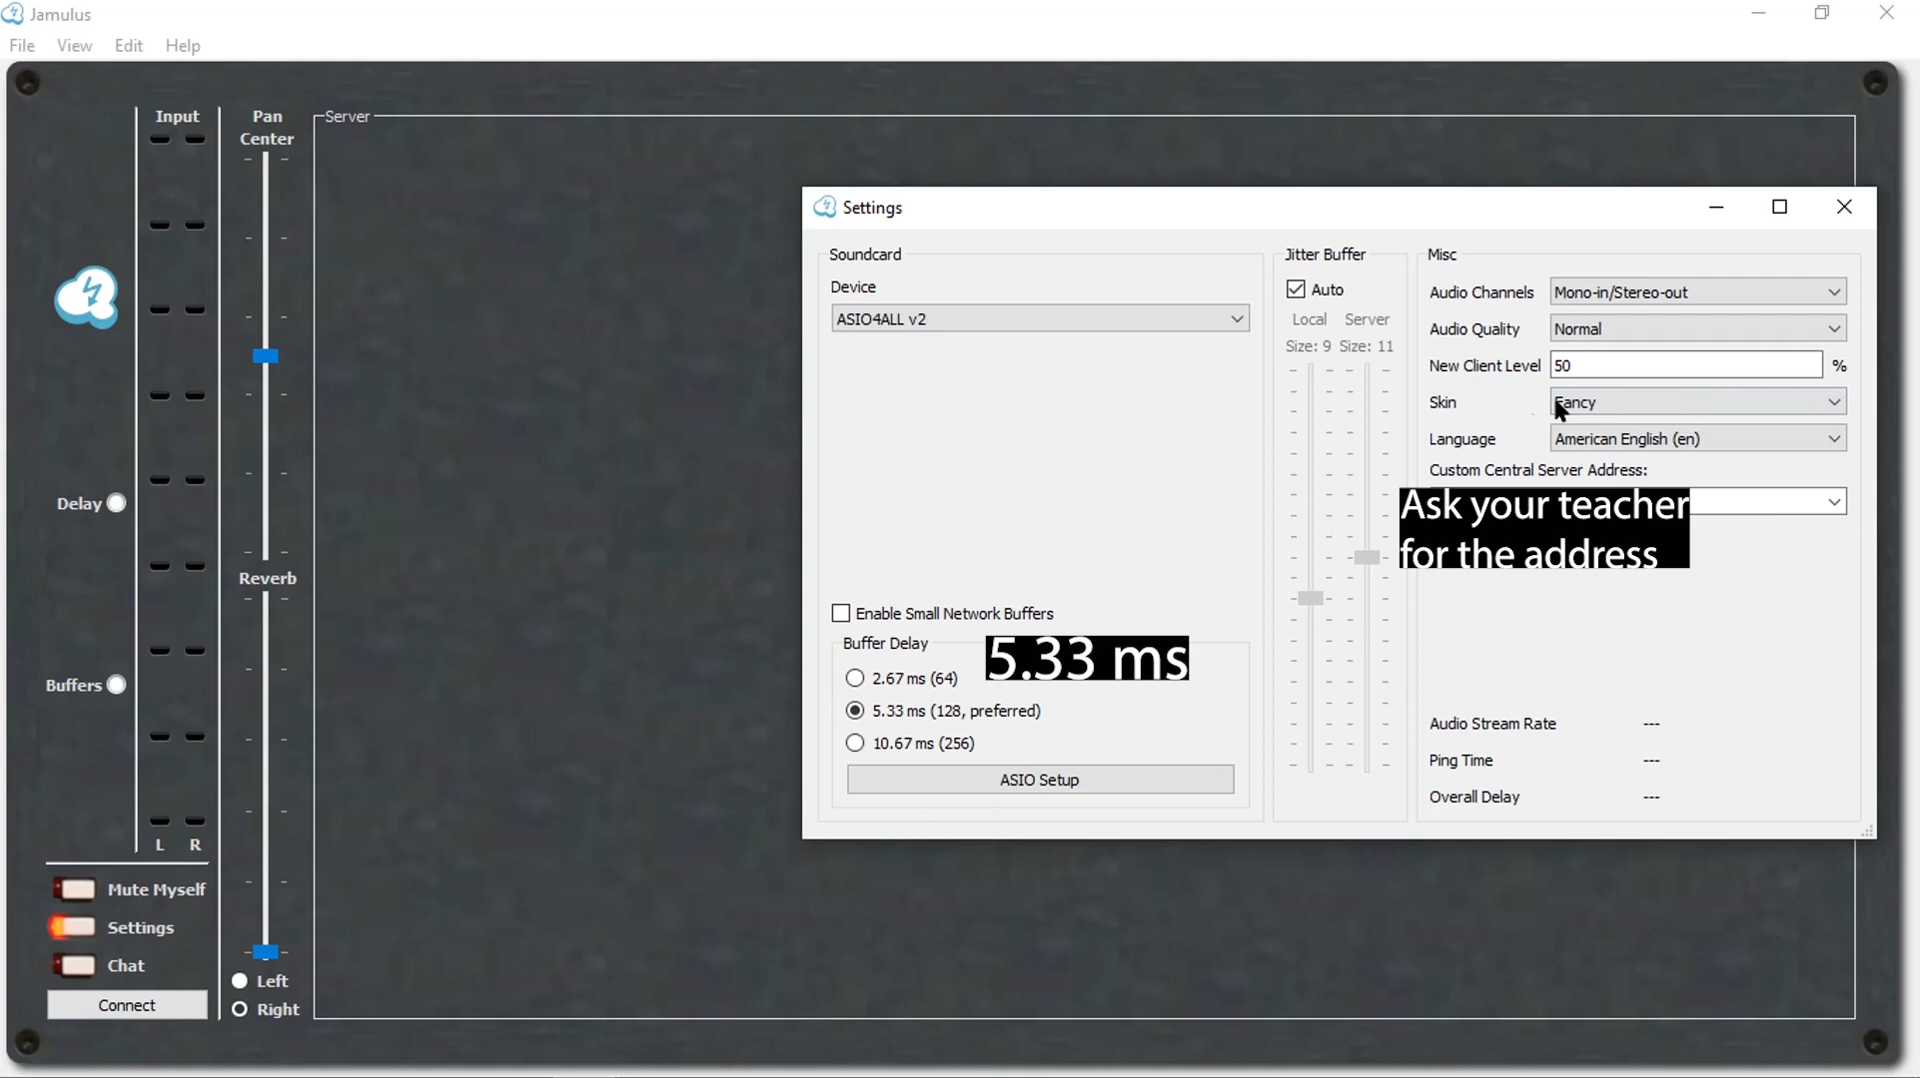 Jamulus
File View Edit Help
Input
Pan
Center
Server
Delay
Buffers
Reverb
L R
Mute Myself
Settings
Chat
Connect
Left
Right
Settings
Soundcard
Device
ASIO4ALL v2
Enable Small Network Buffers
Buffer Delay
5.33 ms
2.67 ms (64)
5.33 ms (128, preferred)
10.67 ms (256)
ASIO Setup
Jitter Buffer
Auto
Local Server
Size: 9 Size: 11
Misc
Audio Channels Mono-in/Stereo-out
Audio Quality Normal
New Client Level 50 %
Skin Fancy
Language American English (en)
Custom Central Server Address:
Ask your teacher
for the address
Audio Stream Rate ---
Ping Time ---
Overall Delay ---